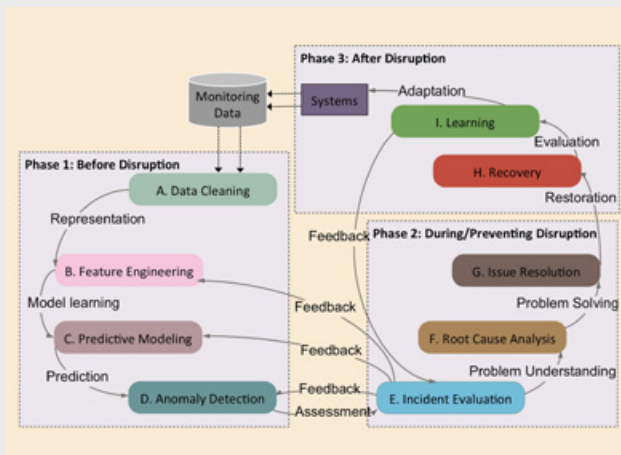 Phase 3: After Disruption
Adaptation
Monitoring
Data
Systems
I. Learning
Evaluation
Phase 1: Before Disruption
H. Recovery
A. Data Cleaning
Restoration
Representation
Feedback
Phase 2: During/Preventing Disruption
B. Feature Engineering
G. Issue Resolution
Model learning
Feedback
Problem Solving
C. Predictive Modeling
F. Root Cause Analysis
Feedback
Prediction
Problem Understanding
Feedback
D. Anomaly Detection
E. Incident Evaluation
Assessment